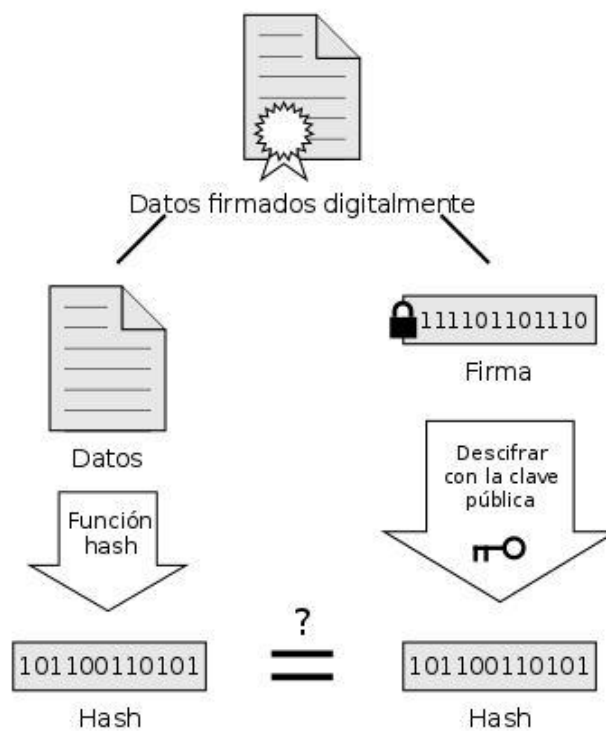 Datos firmados digitalmente
111101101110
Firma
Datos
Descifrar
con la clave
pública
Función
hash
?
=
101100110101
101100110101
Hash
Hash